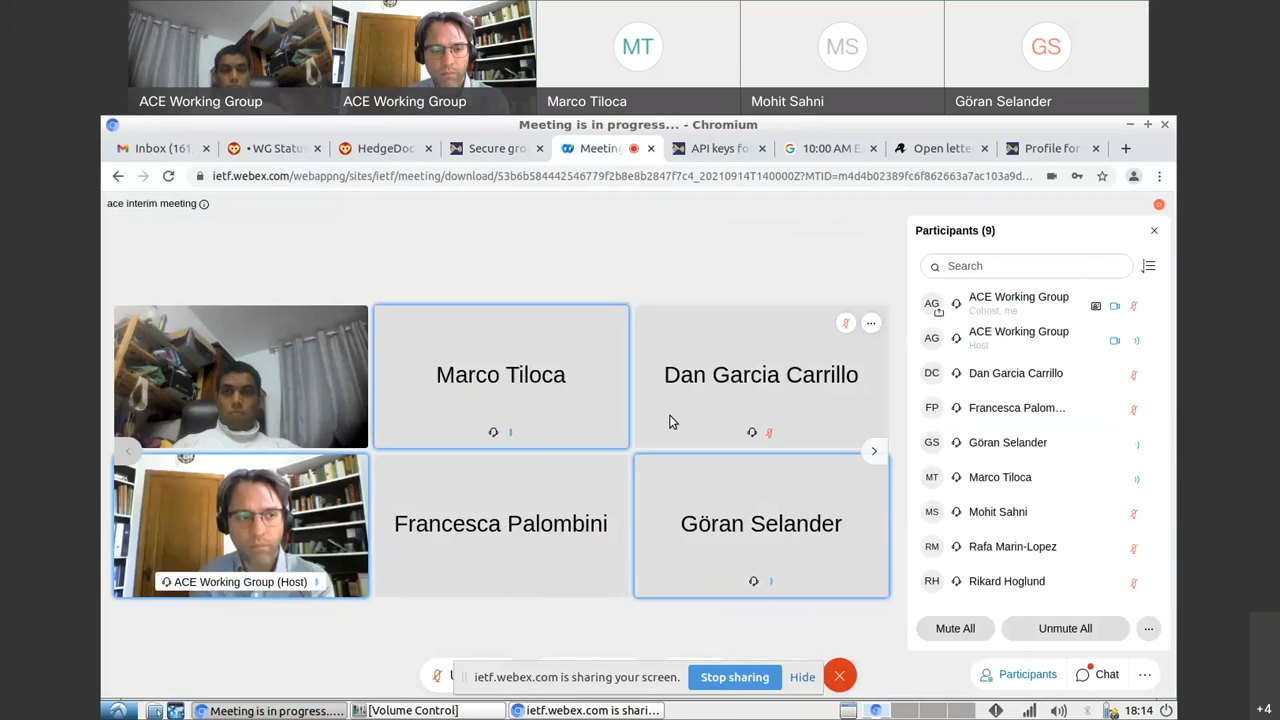 MT
MS
GS
ACE Working Group
ACE Working Group
Marco Tiloca
Mohit Sahni
Göran Selander
Meeting is in progress... - Chromium
Inbox (161,
• WG Statu
HedgeDoc
Secure gro
Meeting
API keys fo
10:00 AM E
Open lette
Profile for
ietf.webex.com/webappng/sites/ietf/meeting/download/53b6b584442546779f2b8e8b2847f7c4_20210914T140000Z?MTID=m4d4b02389fc6f862663a7ac103a9d...
ace interim meeting
Participants (9)
Search
AG
ACE Working Group
Cohost, me
AG
ACE Working Group
Host
DC
Dan Garcia Carrillo
FP
Francesca Palom...
GS
Göran Selander
MT
Marco Tiloca
MS
Mohit Sahni
RM
Rafa Marin-Lopez
RH
Rikard Hoglund
Mute All
Unmute All
Marco Tiloca
Dan Garcia Carrillo
ACE Working Group (Host)
Francesca Palombini
Göran Selander
ietf.webex.com is sharing your screen.
Stop sharing
Hide
Participants
Chat
Meeting is in progress...
[Volume Control]
ietf.webex.com is shari...
18:14
+4